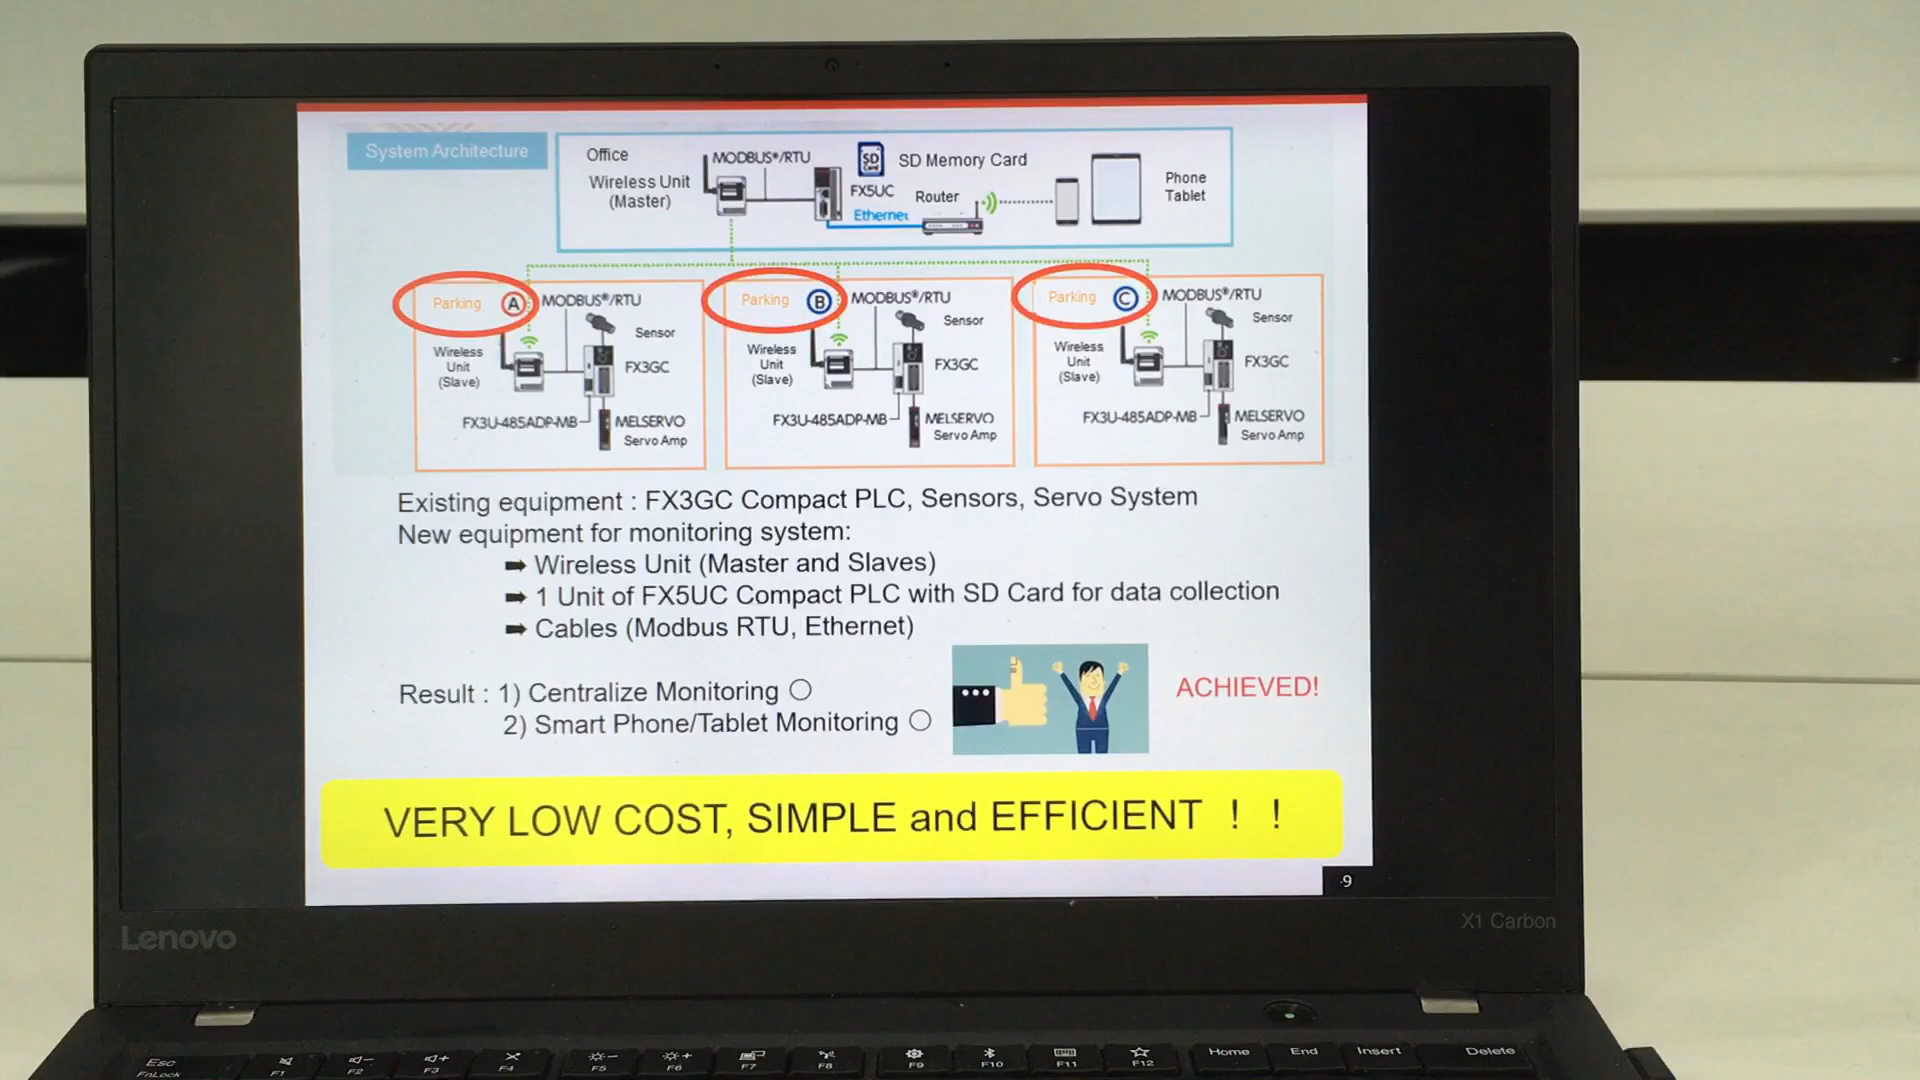 System Architecture
Office
MODBUS®/RTU
SD Card
SD Memory Card
Wireless Unit
(Master)
FX5UC
Router
Ethernet
Phone
Tablet
Parking A
MODBUS®/RTU
Sensor
Wireless
Unit
(Slave)
FX3GC
FX3U-485ADP-MB
MELSERVO
Servo Amp
Parking B
MODBUS®/RTU
Sensor
Wireless
Unit
(Slave)
FX3GC
FX3U-485ADP-MB
MELSERVO
Servo Amp
Parking C
MODBUS®/RTU
Sensor
Wireless
Unit
(Slave)
FX3GC
FX3U-485ADP-MB
MELSERVO
Servo Amp
Existing equipment : FX3GC Compact PLC, Sensors, Servo System
New equipment for monitoring system:
➡ Wireless Unit (Master and Slaves)
➡ 1 Unit of FX5UC Compact PLC with SD Card for data collection
➡ Cables (Modbus RTU, Ethernet)
Result : 1) Centralize Monitoring ○
2) Smart Phone/Tablet Monitoring ○
ACHIEVED!
VERY LOW COST, SIMPLE and EFFICIENT ! !
9
Lenovo
X1 Carbon
Esc
FnLock
F1
F2
F3
F4
F5
F6
F7
F8
F9
F10
F11
F12
Home
End
Insert
Delete